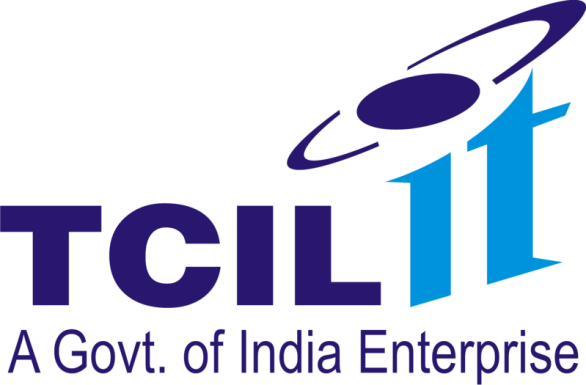 TCIL it
A Govt. of India Enterprise